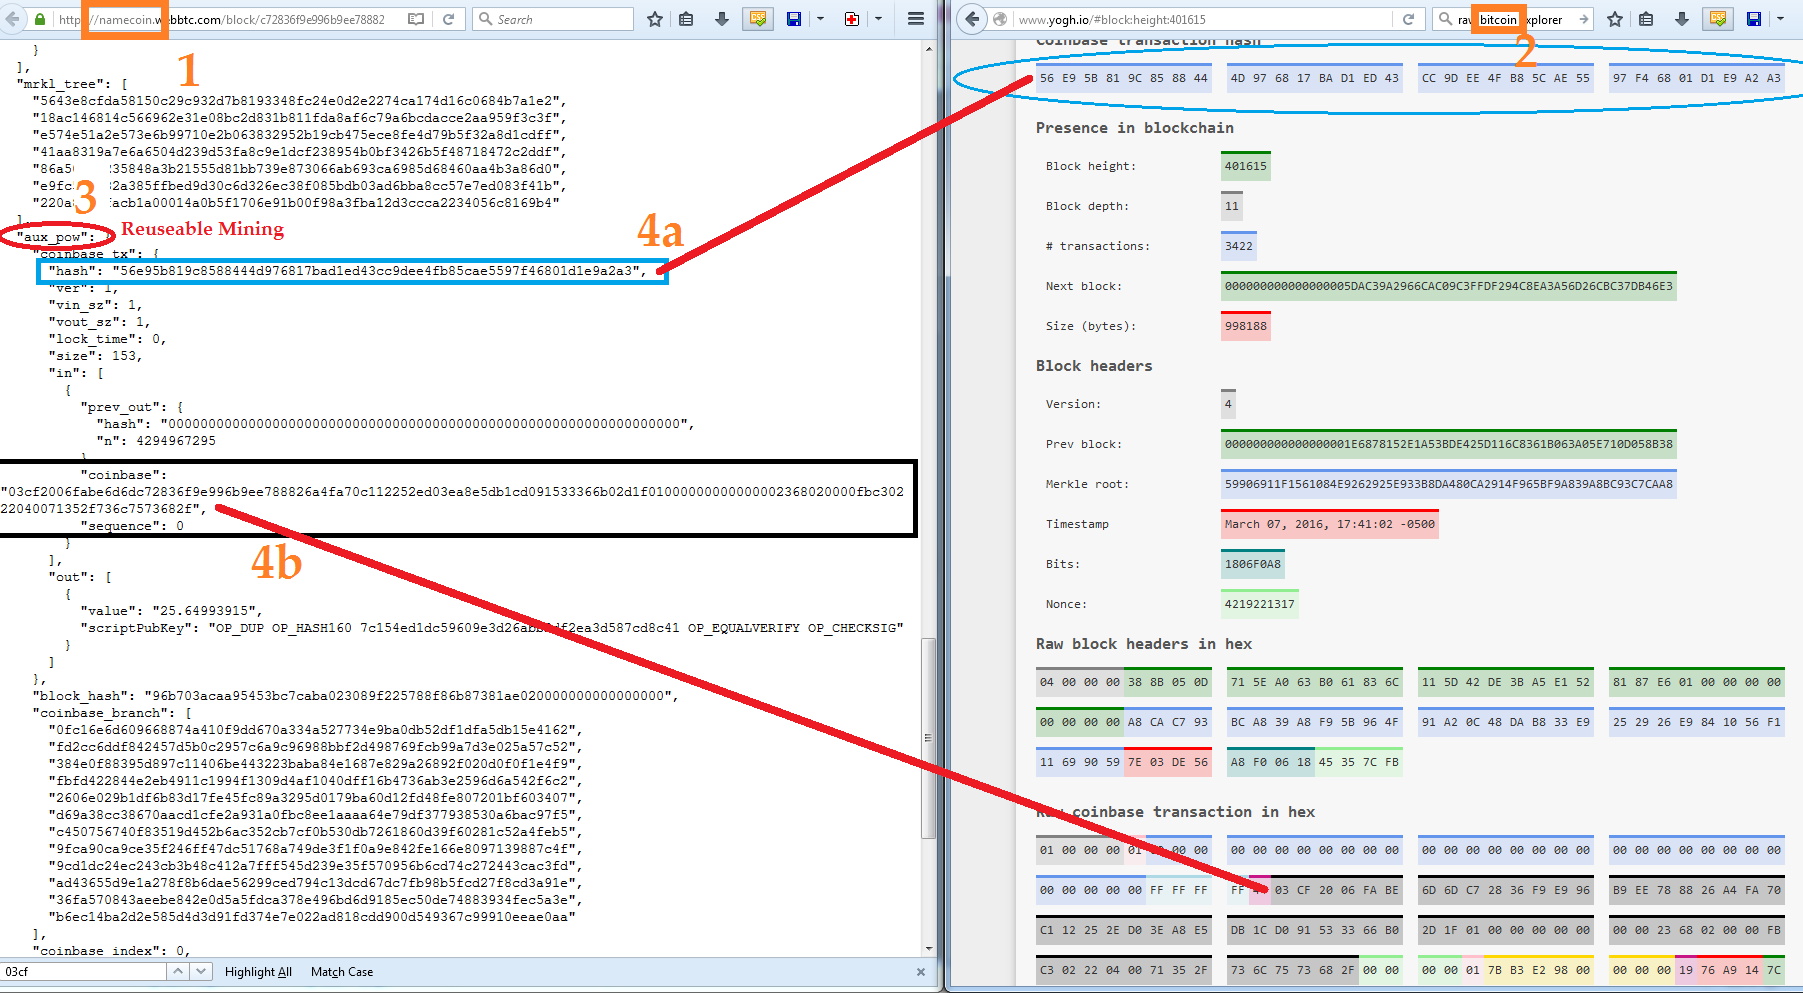 https://namecoin.webbtc.com/block/c72836f9e996b9ee78882
Search
1
}
],
"mrkl_tree": [
"5643e8cfda58150c29c932d7b8193348fc24e0d2e2274ca174d16c0684b7a1e2",
"18ac146814c566962e31e08bc2d831b811fda8af6c79a6bcdacce2aa959f3c3f",
"e574e51a2e573e6b99710e2b063832952b19cb475ece8fe4d79b5f32a8d1cdff",
"41aa8319a7e6a6504d239d53fa8c9e1dcf238954b0bf3426b5f48718472c2ddf",
235848a3b21555d81bb739e873066ab693ca6985d68460aa4b3a86d0",
2a385ffbed9d30c6d326ec38f085bdb03ad6bba8cc57e7ed083f41b",
acb1a00014a0b5f1706e91b00f98a3fba12d3ccca2234056c8169b4"
3
],
"aux_pow": {
Reuseable Mining
4a
"coinbase_tx": {
"hash": "56e95b819c8588444d976817bad1ed43cc9dee4fb85cae5597f46801d1e9a2a3",
"ver": 1,
"vin_sz": 1,
"vout_sz": 1,
"lock_time": 0,
"size": 153,
"in": [
{
"prev_out": {
"hash": "0000000000000000000000000000000000000000000000000000000000000000",
"n": 4294967295
}
"coinbase":
"03cf2006fabe6d6dc72836f9e996b9ee788826a4fa70c112252ed03ea8e5db1cd091533366b02d1f01000000000000002368020000fbc302
22040071352f736c7573682f",
"sequence": 0
4b
}
],
"out": [
{
"value": "25.64993915",
"scriptPubKey": "OP_DUP OP_HASH160 OP_EQUALVERIFY OP_CHECKSIG"
}
]
},
"block_hash": "96b703acaa95453bc7caba023089f225788f86b87381ae020000000000000000",
"coinbase_branch": [
"0fc16e6d609668874a410f9dd670a334a527734e9ba0db52df1dfa5db15e4162",
"fd2cc6ddf842457d5b0c2957c6a9c96988bbf2d498769fcb99a7d3e025a57c52",
"384e0f88395d897c11406be443223baba84e1687e829a26892f020d0f0f1e4f9",
"fbfd422844e2eb4911c1994f1309d4af1040dff16b4736ab3e2596d6a542f6c2",
"2606e029b1df6b83d17fe45fc89a3295d0179ba60d12fd48fe807201bf603407",
"d69a38cc38670aacd1cfe2a931a0fbc8ee1aaaa64e79df377938530a6bac97f5",
"c450756740f83519d452b6ac352cb7cf0b530db7261860d39f60281c52a4feb5",
"9fca90ca9ce35f246ff47dc51768a749de3f1f0a9e842fe166e8097139887c4f",
"9cd1dc24ec243cb3b48c412a7fff545d239e35f570956b6cd74c272443cac3fd",
"ad43655d9e1a278f8b6dae56299ced794c13dcd67dc7fb98b5fcd27f8cd3a91e",
"36fa570843aeebe842e0d5a5fdca378e496bd6d9185ec50de74883934fec5a3e",
"b6ec14ba2d2e585d4d3d91fd374e7e022ad818cdd900d549367c99910eeae0aa"
],
"coinbase_index": 0,
03cf
Highlight All
Match Case
www.yogh.io/#block:height:401615
raw bitcoin explorer
2
Coinbase transaction hash
56 E9 5B 81 9C 85 88 44 4D 97 68 17 BA D1 ED 43 CC 9D EE 4F B8 5C AE 55 97 F4 68 01 D1 E9 A2 A3
Presence in blockchain
Block height: 401615
Block depth: 11
# transactions: 3422
Next block: 000000000000000005DAC39A2966CAC09C3FFDF294C8EA3A56D26CBC37DB46E3
Size (bytes): 998188
Block headers
Version: 4
Prev block: 000000000000000001E6878152E1A53BDE425D116C8361B063A05E710D058B38
Merkle root: 59906911F1561084E9262925E933B8DA480CA2914F965BF9A839A8BC93C7CAA8
Timestamp March 07, 2016, 17:41:02 -0500
Bits: 1806F0A8
Nonce: 4219221317
Raw block headers in hex
04 00 00 00 38 8B 05 0D 71 5E A0 63 B0 61 83 6C 11 5D 42 DE 3B A5 E1 52 81 87 E6 01 00 00 00 00
00 00 00 00 A8 CA C7 93 BC A8 39 A8 F9 5B 96 4F 91 A2 0C 48 DA B8 33 E9 25 29 26 E9 84 10 56 F1
11 69 90 59 7E 03 DE 56 A8 F0 06 18 45 35 7C FB
Raw coinbase transaction in hex
01 00 00 00 01 00 00 00 00 00 00 00 00 00 00 00 00 00 00 00 00 00 00 00 00 00 00 00 00 00 00 00
00 00 00 00 00 FF FF FF FF 03 CF 20 06 FA BE 6D 6D C7 28 36 F9 E9 96 B9 EE 78 88 26 A4 FA 70
C1 12 25 2E D0 3E A8 E5 DB 1C D0 91 53 33 66 B0 2D 1F 01 00 00 00 00 00 00 00 23 68 02 00 00 FB
C3 02 22 04 00 71 35 2F 73 6C 75 73 68 2F 00 00 00 00 01 7B B3 E2 98 00 00 00 00 19 76 A9 14 7C